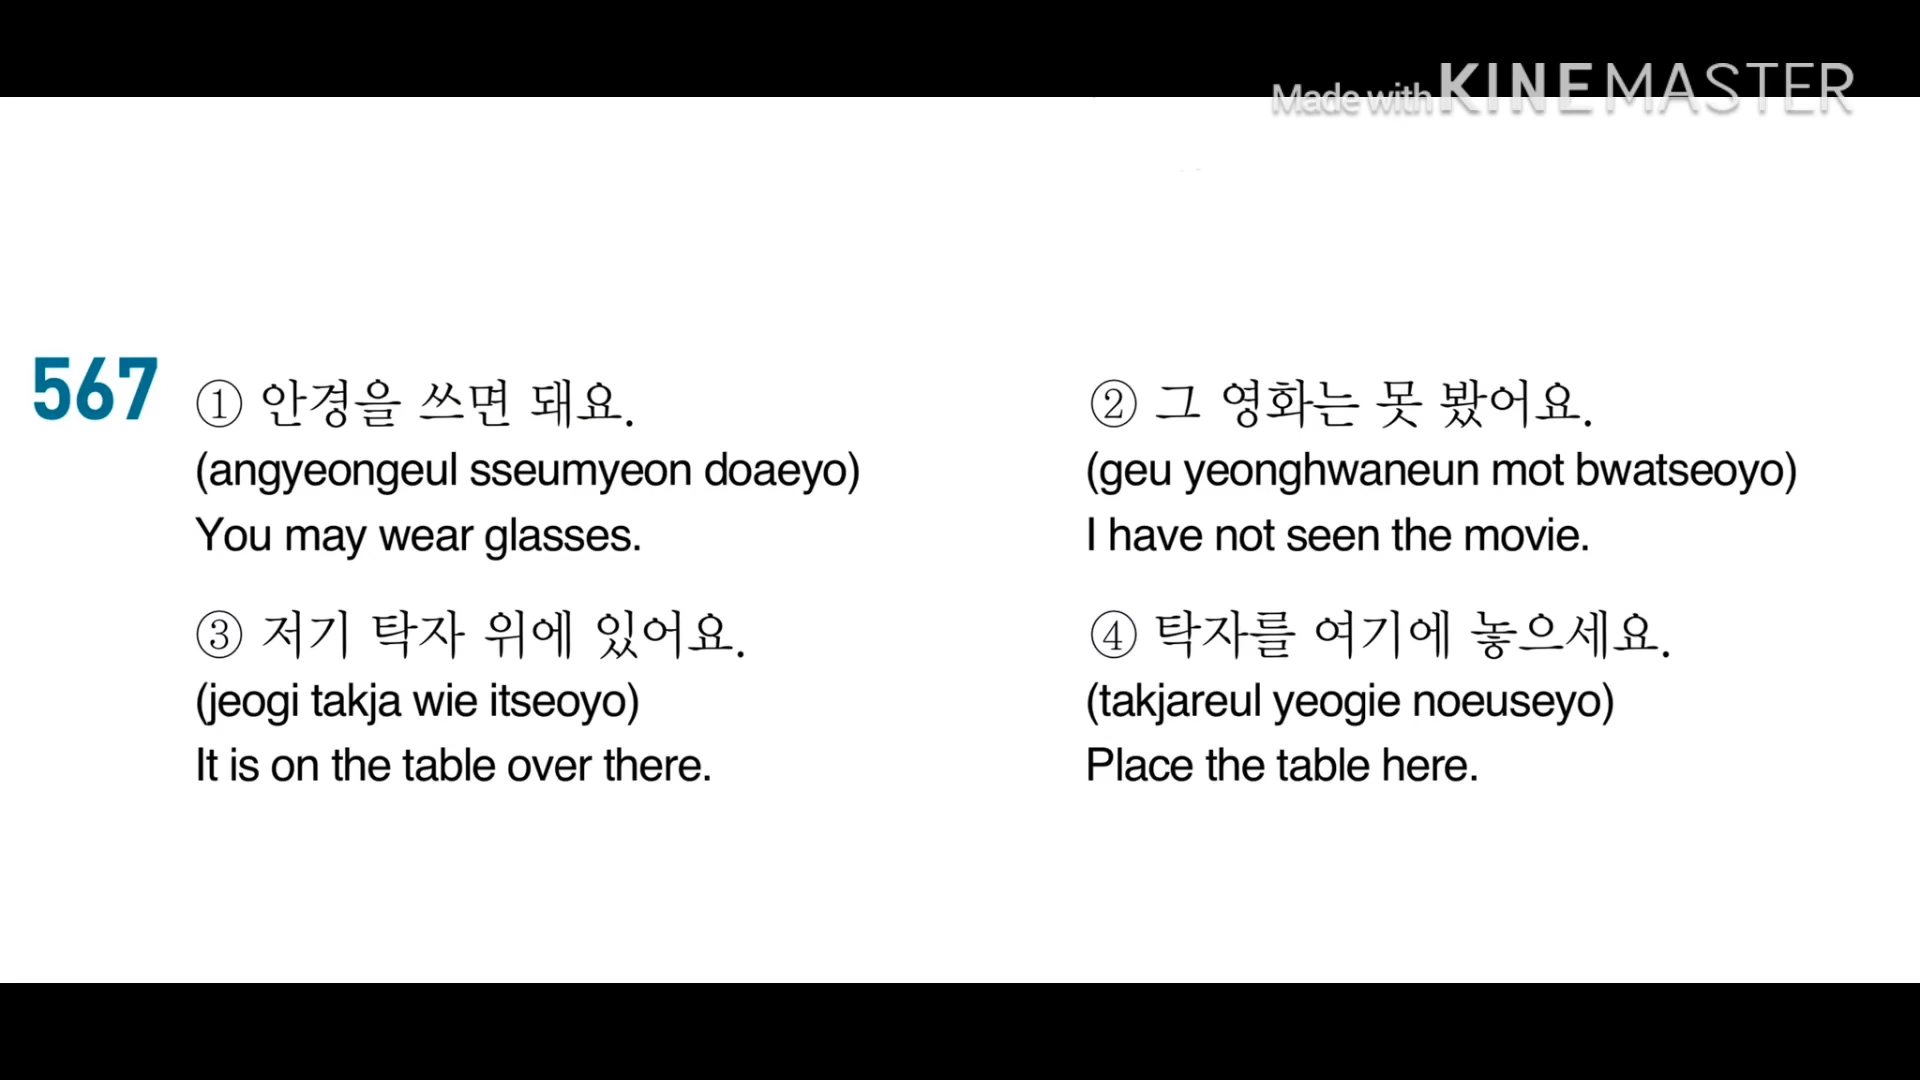 Made with KINEMASTER
567
① 안경을 쓰면 돼요.
(angyeongeul sseumyeon doaeyo)
You may wear glasses.
② 그 영화는 못 봤어요.
(geu yeonghwaneun mot bwatseoyo)
I have not seen the movie.
③ 저기 탁자 위에 있어요.
(jeogi takja wie itseoyo)
It is on the table over there.
④ 탁자를 여기에 놓으세요.
(takjareul yeogie noeuseyo)
Place the table here.